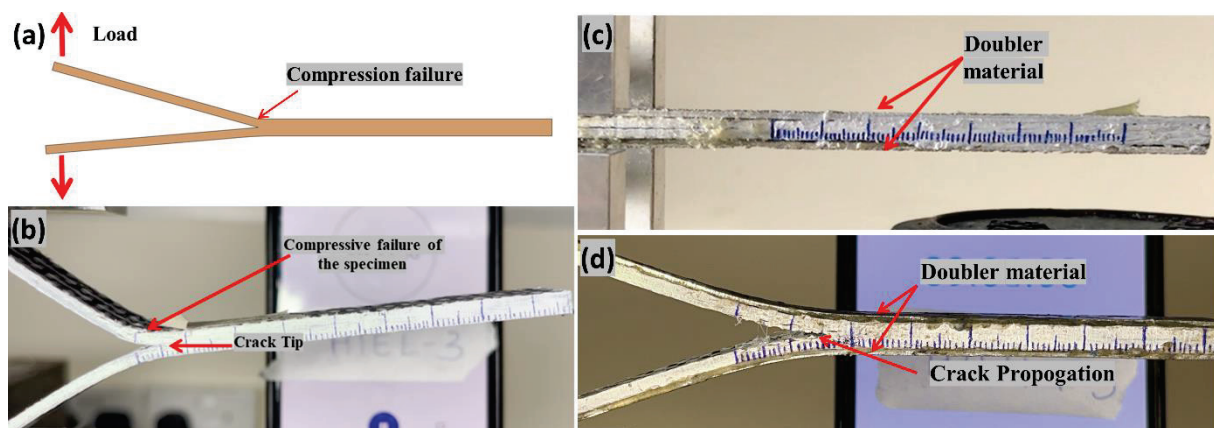 (a)
Load
Compression failure
(b)
Compressive failure of
the specimen
Crack Tip
(c)
Doubler
material
(d)
Doubler material
Crack Propogation